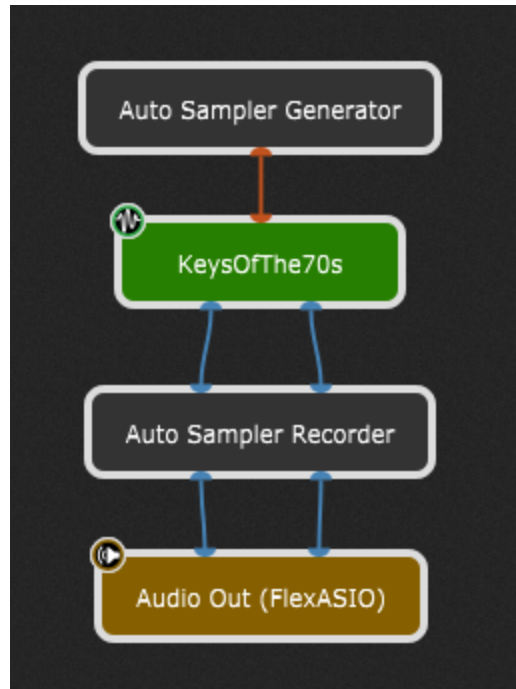 Auto Sampler Generator
KeysOfThe70s
Auto Sampler Recorder
Audio Out (FlexASIO)